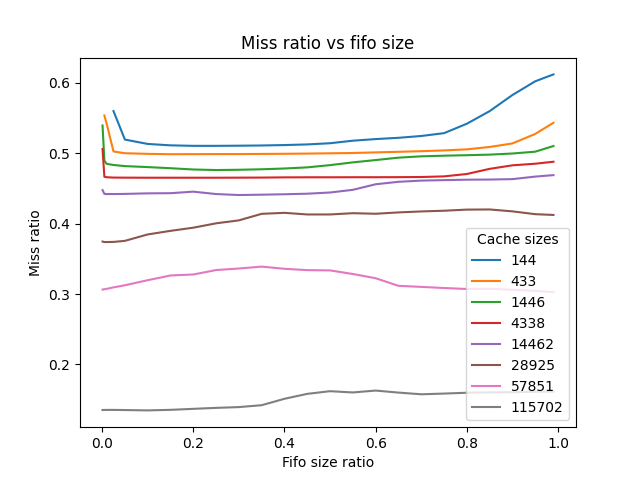 Miss ratio vs fifo size
Miss ratio
0.6
0.5
0.4
0.3
0.2
Cache sizes
144
433
1446
4338
14462
28925
57851
115702
0.0 0.2 0.4 0.6 0.8 1.0
Fifo size ratio